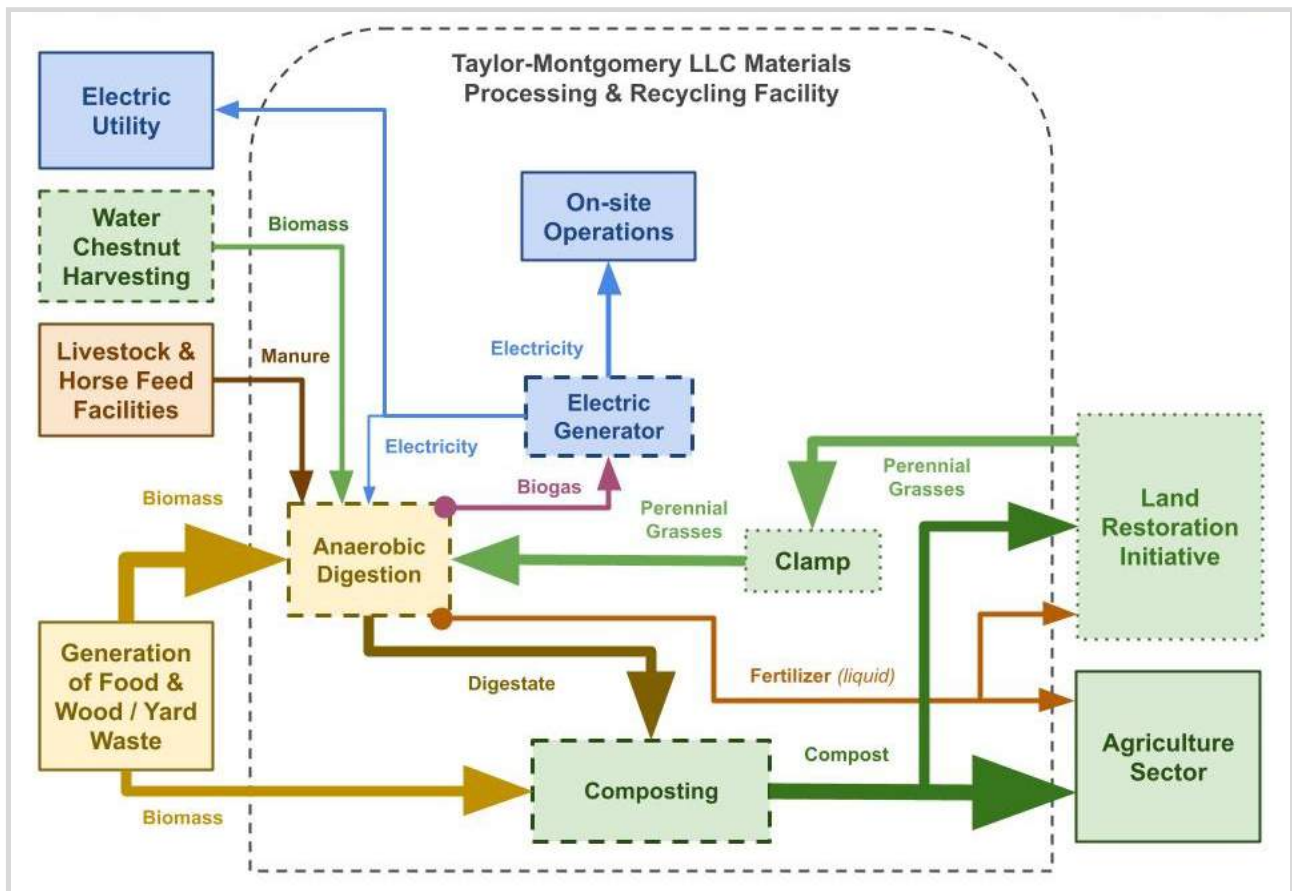 Taylor-Montgomery LLC Materials
Processing & Recycling Facility
Electric
Utility
Water
Chestnut
Harvesting
Biomass
On-site
Operations
Livestock &
Horse Feed
Facilities
Manure
Electricity
Electric
Generator
Electricity
Biogas
Perennial
Grasses
Perennial
Grasses
Land
Restoration
Initiative
Biomass
Anaerobic
Digestion
Clamp
Generation
of Food &
Wood / Yard
Waste
Digestate
Fertilizer (liquid)
Agriculture
Sector
Compost
Composting
Biomass